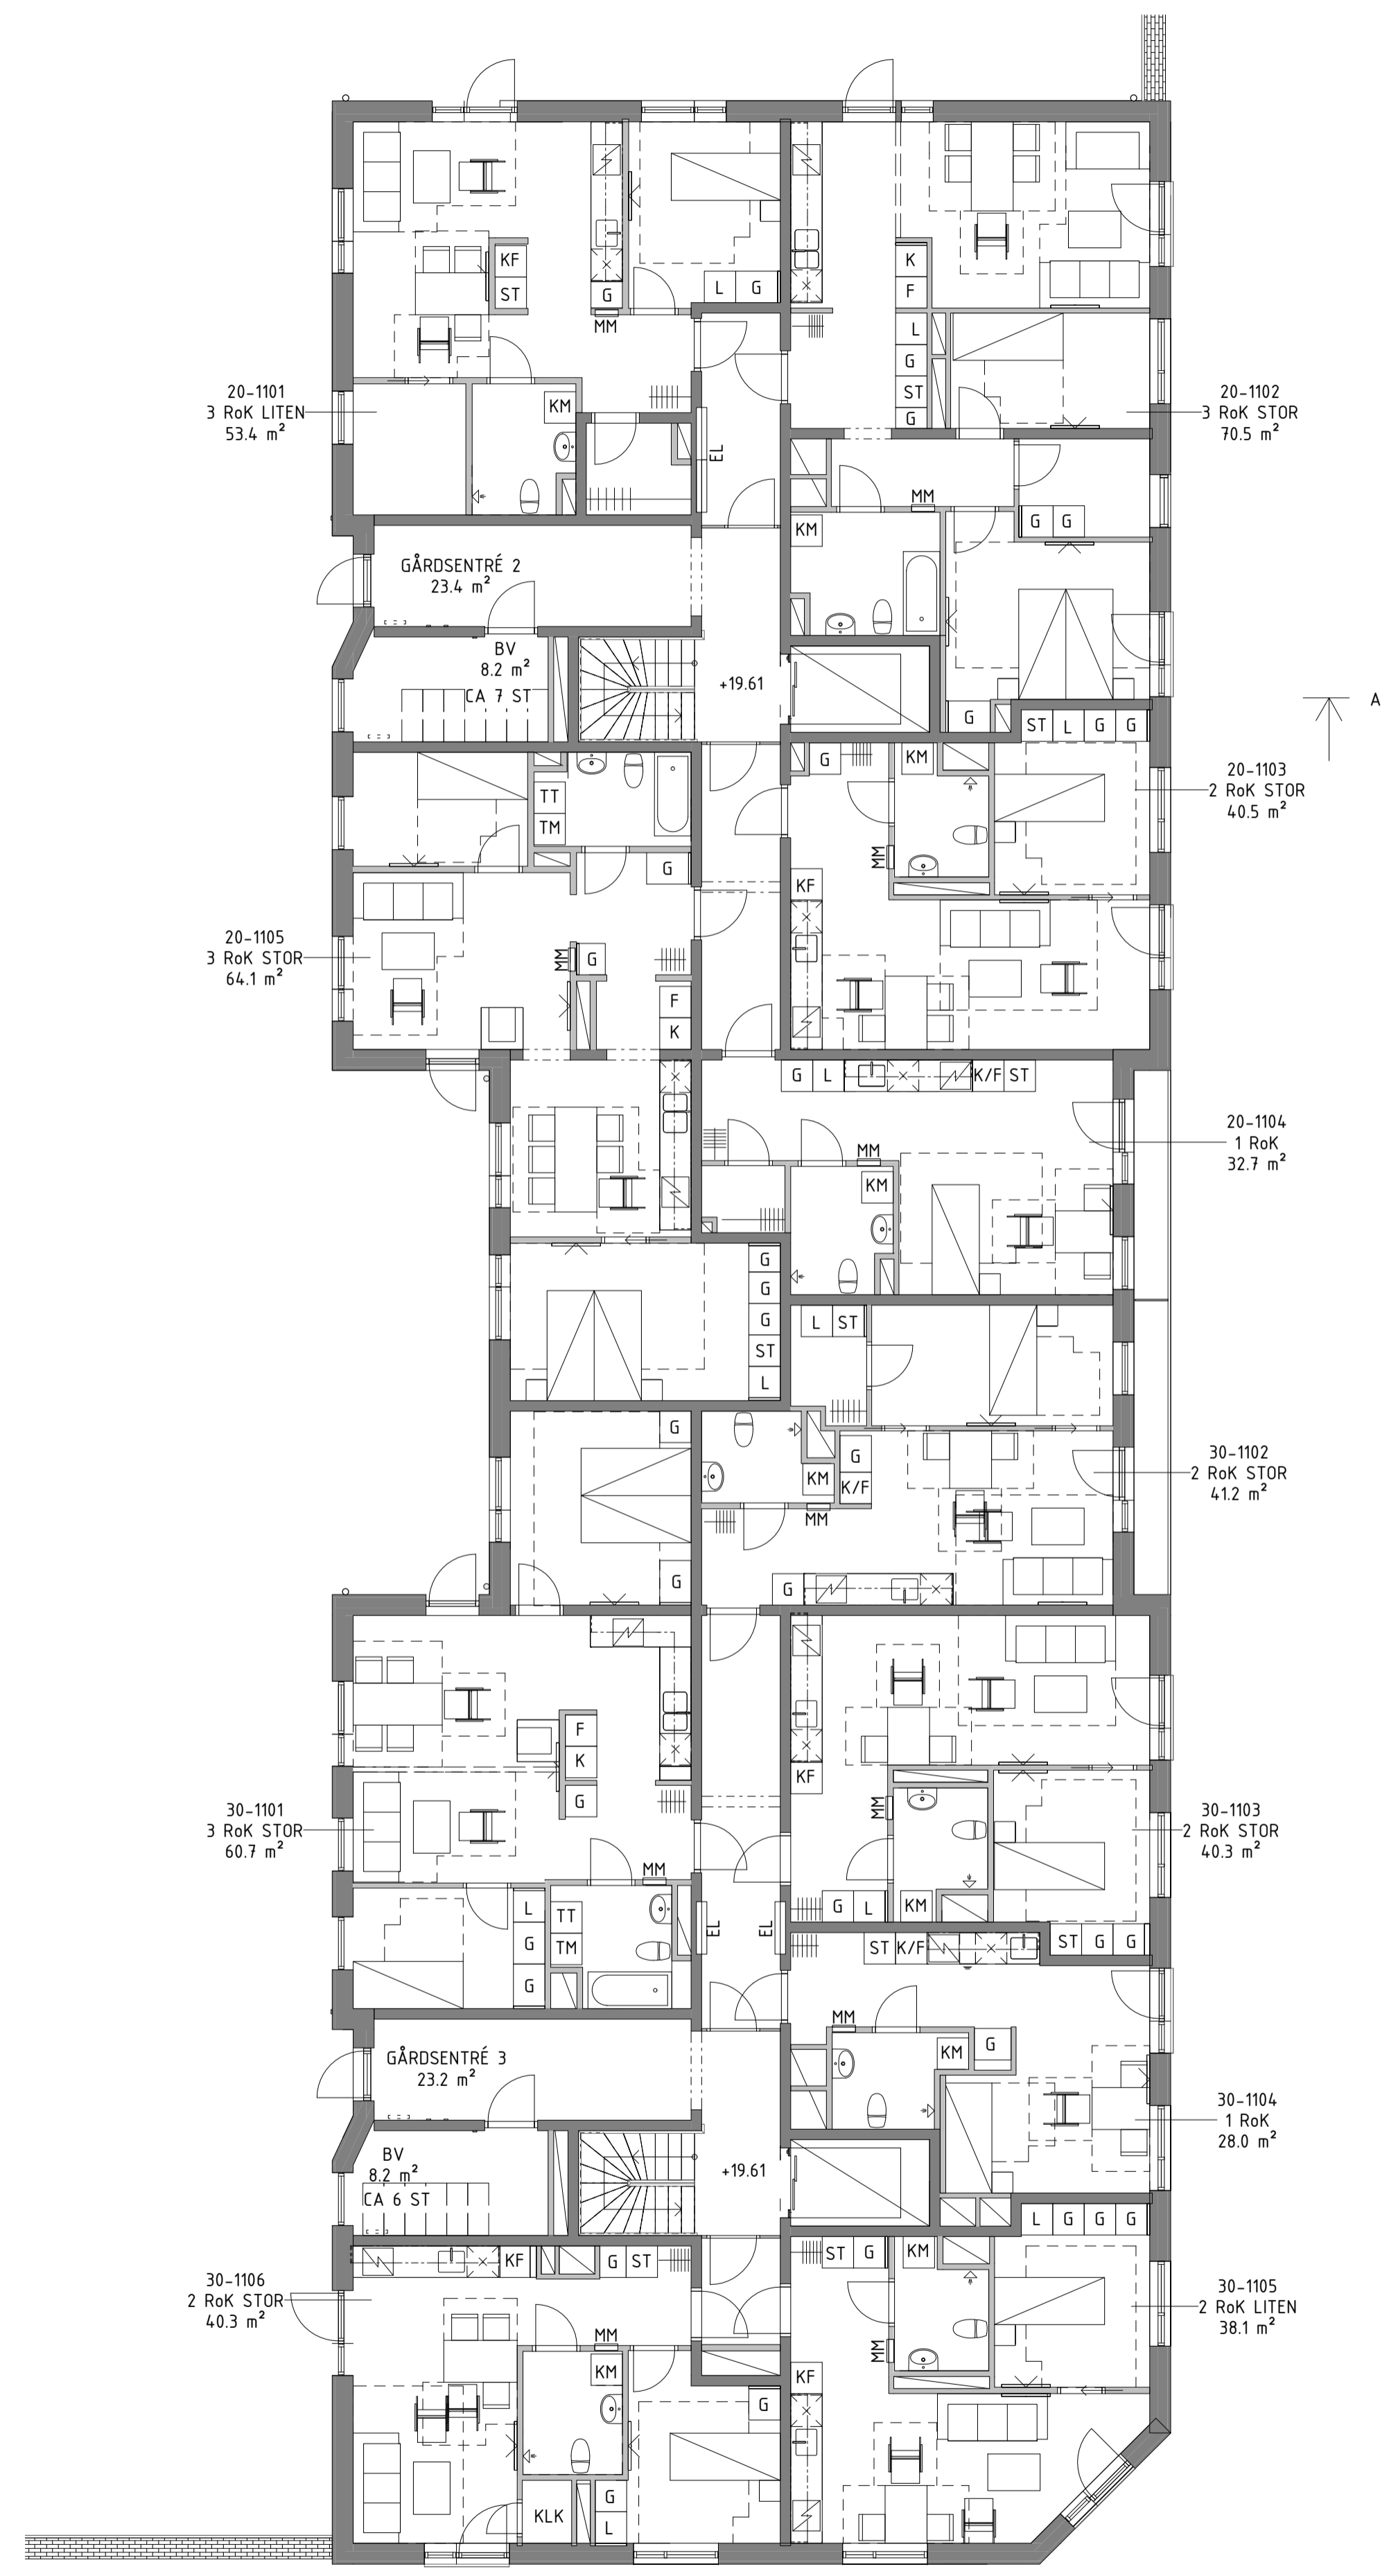 KF
ST
G
MM
L G
K
F
L
G
ST
G
20-1101
3 RoK LITEN
53.4 m²
KM
EL
20-1102
3 RoK STOR
70.5 m²
MM
KM
G G
GÅRDSENTRÉ 2
23.4 m²
BV
8.2 m²
CA 7 ST
+19.61
G
ST L G G
A
TT
TM
G
G
KM
20-1103
2 RoK STOR
40.5 m²
MM
KF
20-1105
3 RoK STOR
64.1 m²
MM
G
F
K
G L
K/F ST
20-1104
1 RoK
32.7 m²
MM
KM
G
G
G
ST
L
L ST
G
G
K/F
KM
MM
30-1102
2 RoK STOR
41.2 m²
G
G
F
K
G
KF
30-1101
3 RoK STOR
60.7 m²
MM
MM
30-1103
2 RoK STOR
40.3 m²
TT
TM
L
G
G
EL
EL
G L
KM
ST G G
ST K/F
MM
KM
G
GÅRDSENTRÉ 3
23.2 m²
30-1104
1 RoK
28.0 m²
BV
8.2 m²
CA 6 ST
+19.61
L G G G
KF
G ST
ST G
KM
30-1106
2 RoK STOR
40.3 m²
30-1105
2 RoK LITEN
38.1 m²
MM
KM
MM
KF
G
KLK
G
L